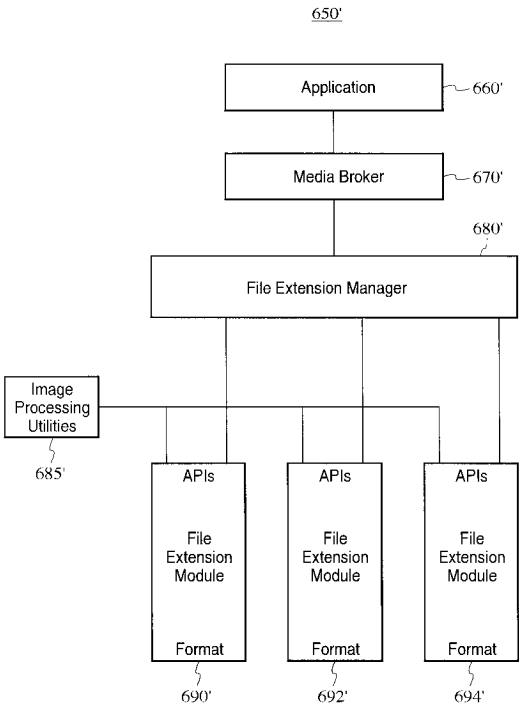 650'
Application
660'
Media Broker
670'
680'
File Extension Manager
Image
Processing
Utilities
685'
APIs
File
Extension
Module
Format
690'
APIs
File
Extension
Module
Format
692'
APIs
File
Extension
Module
Format
694'